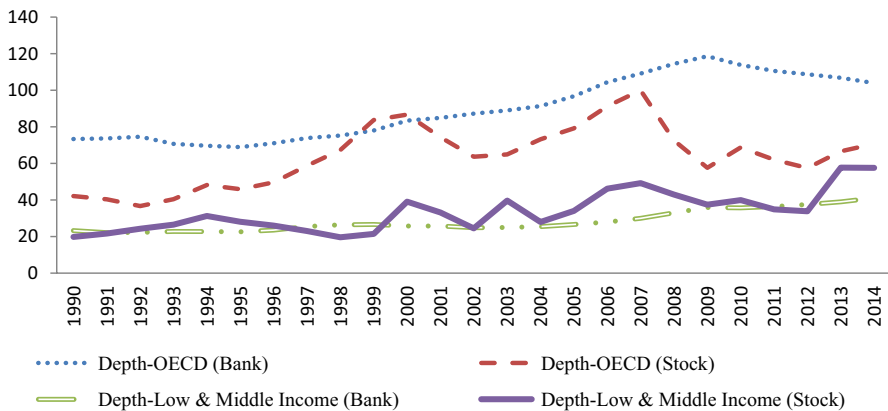 140
120
100
80
60
40
20
0
1990 1991 1992 1993 1994 1995 1996 1997 1998 1999 2000 2001 2002 2003 2004 2005 2006 2007 2008 2009 2010 2011 2012 2013 2014
Depth-OECD (Bank) Depth-OECD (Stock)
Depth-Low & Middle Income (Bank) Depth-Low & Middle Income (Stock)